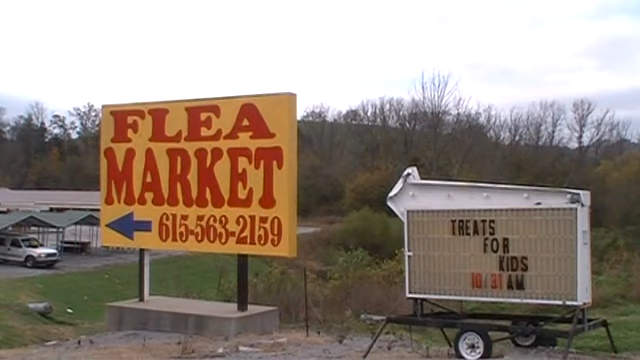 FLEA
MARKET
615-563-2159
TREATS
FOR
KIDS
10/31 AM